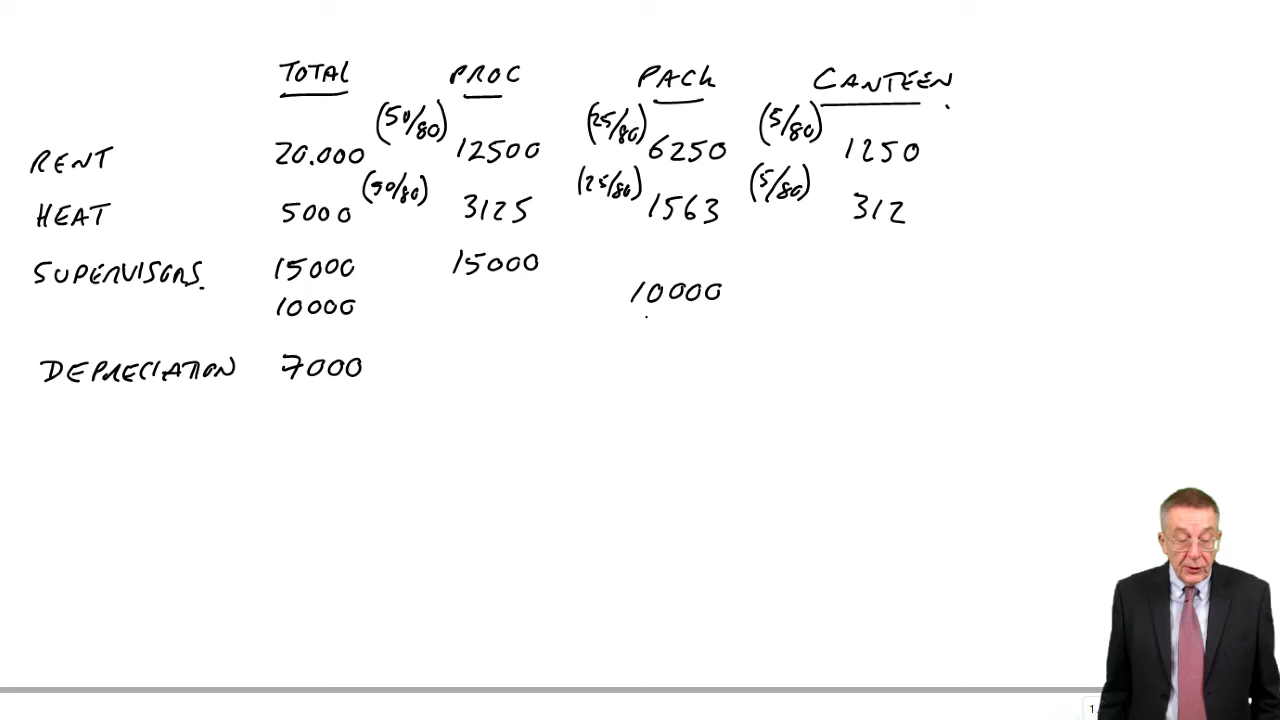 TOTAL PROC PACK CANTEEN
(50/80) (25/80) (5/80)
RENT 20.000 12500 6250 1250
(50/80) (25/80) (5/80)
HEAT 5000 3125 1563 312
SUPERVISORS 15000 15000
10000 10000
DEPRECIATION 7000
1